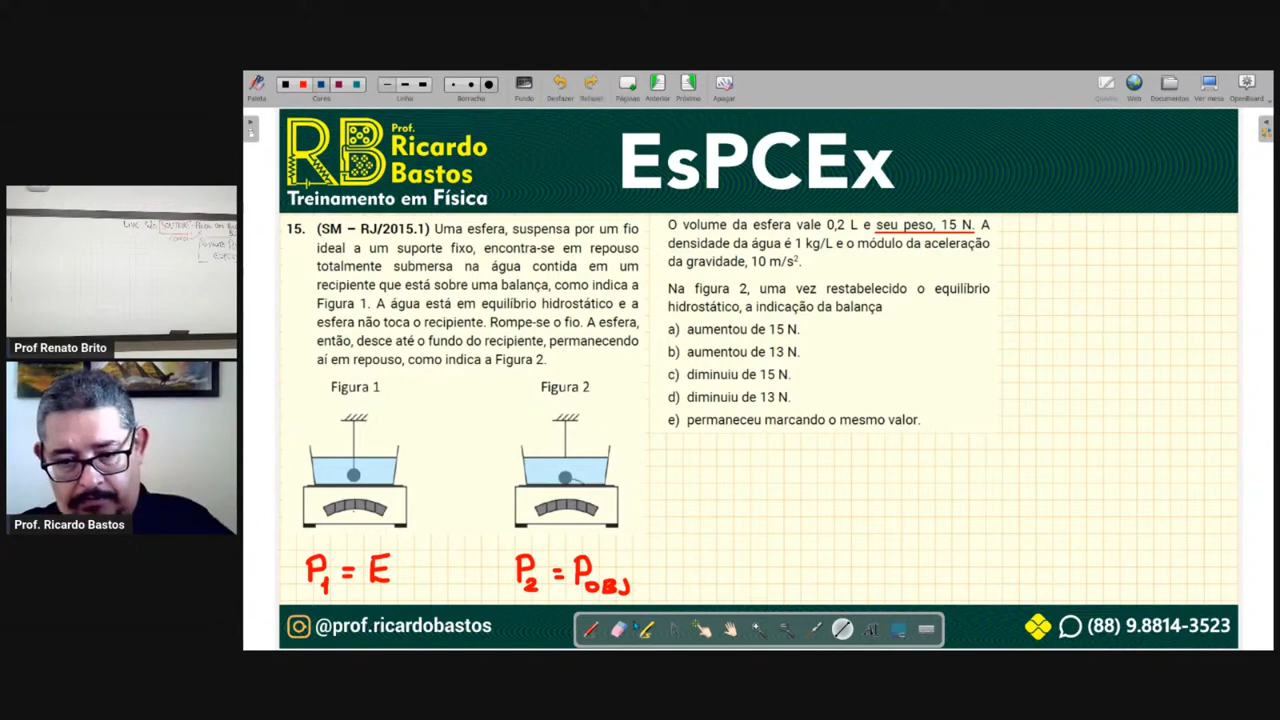 Paleta
Cores
Linha
Borracha
Fundo
Desfazer
Refazer
Páginas
Anterior
Próximo
Apagar
Quadro
Web
Documentos
Ver mesa
OpenBoard
RB Prof. Ricardo Bastos
Treinamento em Física
EsPCEx
15. (SM – RJ/2015.1) Uma esfera, suspensa por um fio
ideal a um suporte fixo, encontra-se em repouso
totalmente submersa na água contida em um
recipiente que está sobre uma balança, como indica a
Figura 1. A água está em equilíbrio hidrostático e a
esfera não toca o recipiente. Rompe-se o fio. A esfera,
então, desce até o fundo do recipiente, permanecendo
aí em repouso, como indica a Figura 2.
Figura 1
Figura 2
P1 = E
P2 = POBJ
O volume da esfera vale 0,2 L e seu peso, 15 N. A
densidade da água é 1 kg/L e o módulo da aceleração
da gravidade, 10 m/s².
Na figura 2, uma vez restabelecido o equilíbrio
hidrostático, a indicação da balança
a) aumentou de 15 N.
b) aumentou de 13 N.
c) diminuiu de 15 N.
d) diminuiu de 13 N.
e) permaneceu marcando o mesmo valor.
Prof Renato Brito
Prof. Ricardo Bastos
@prof.ricardobastos
(88) 9.8814-3523